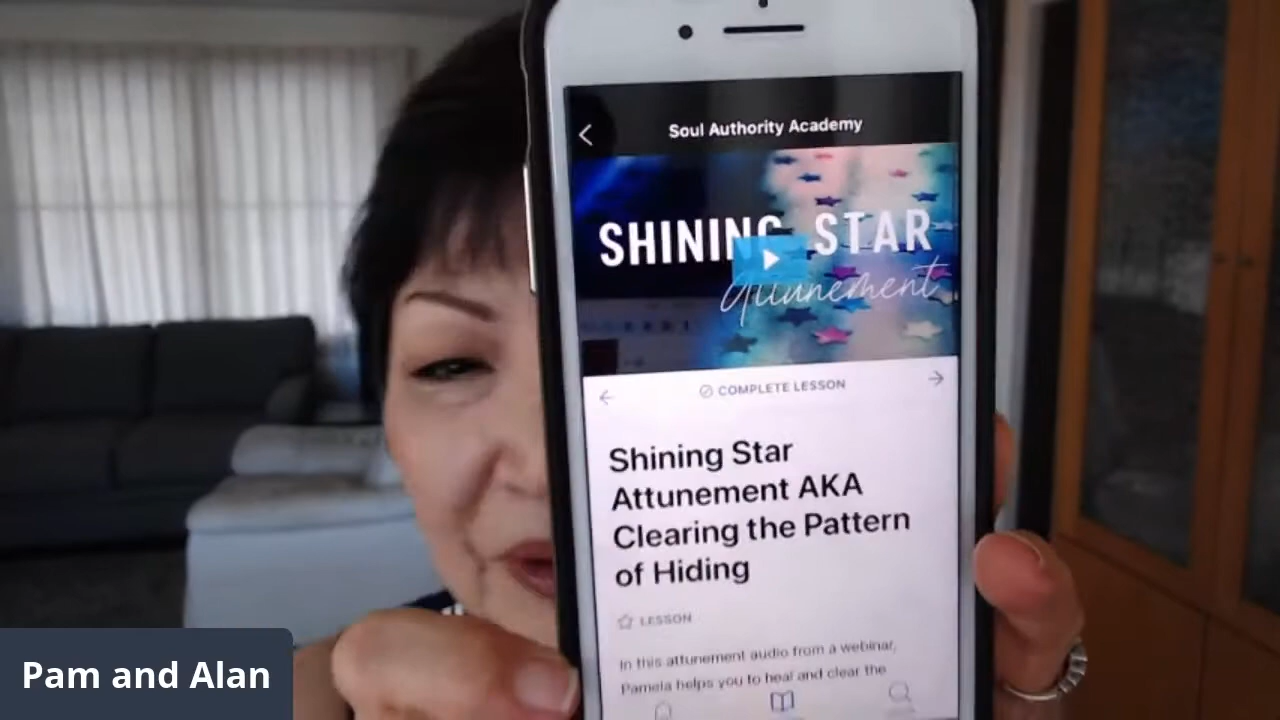 Soul Authority Academy
SHINING STAR
Attunement
COMPLETE LESSON
Shining Star
Attunement AKA
Clearing the Pattern
of Hiding
LESSON
In this attunement audio from a webinar,
Pamela helps you to heal and clear the
Pam and Alan